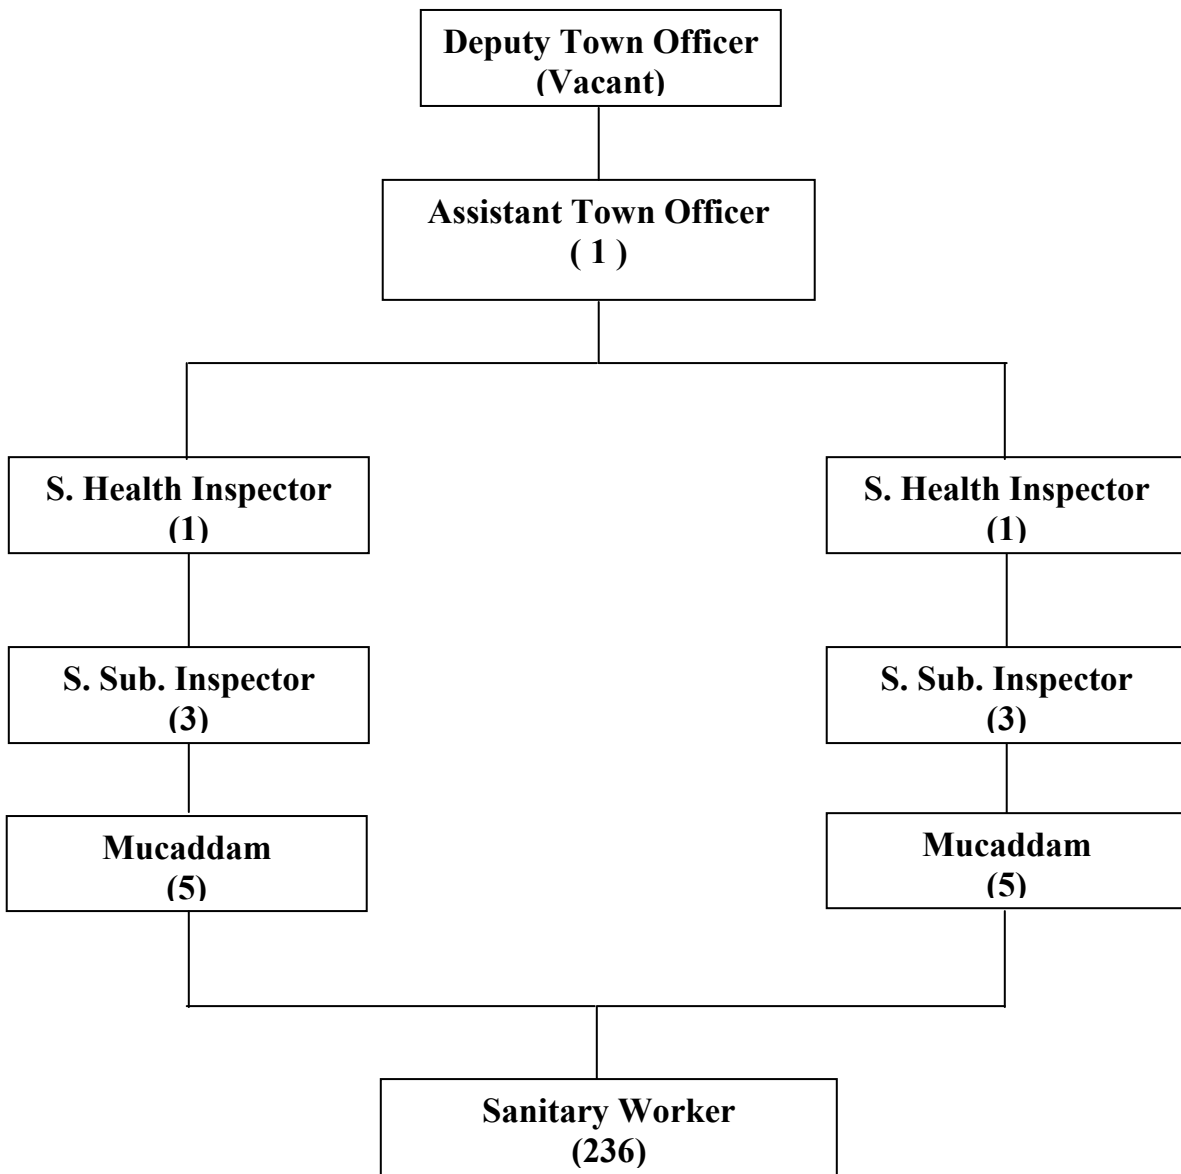 Deputy Town Officer
(Vacant)
Assistant Town Officer
( 1 )
S. Health Inspector
(1)
S. Health Inspector
(1)
S. Sub. Inspector
(3)
S. Sub. Inspector
(3)
Mucaddam
(5)
Mucaddam
(5)
Sanitary Worker
(236)